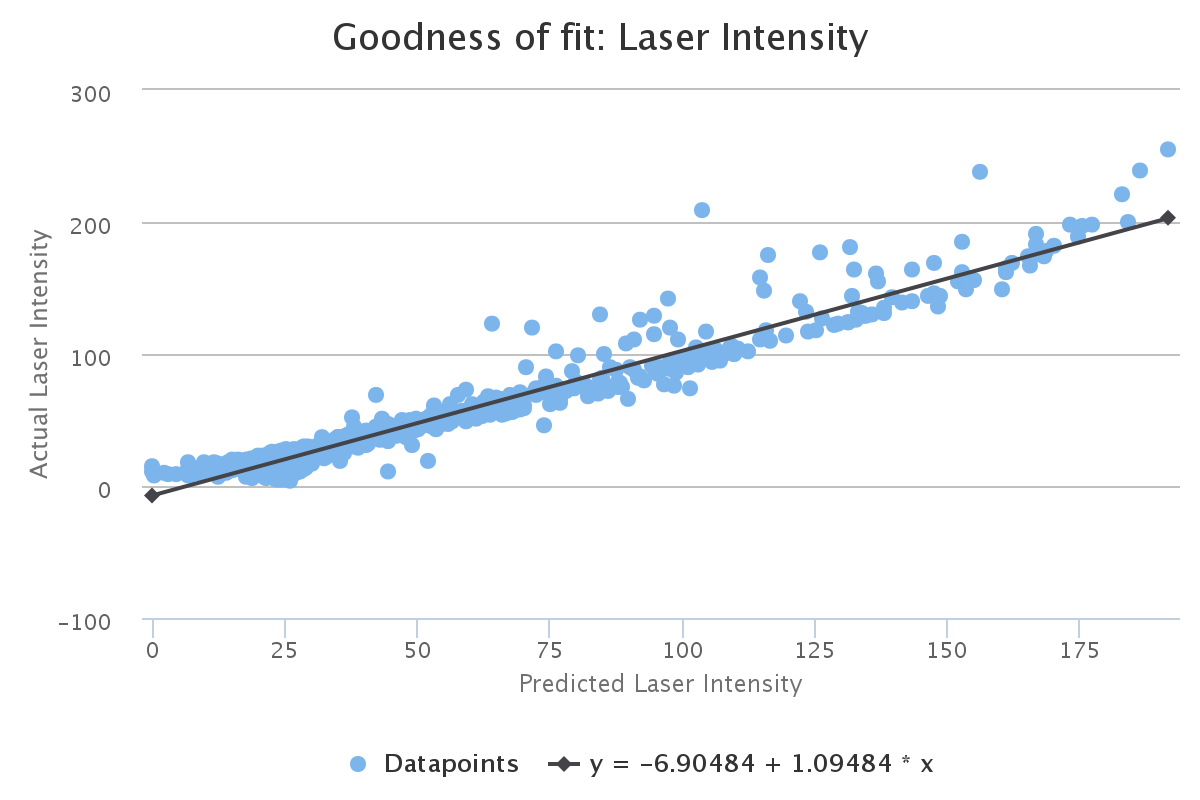 Goodness of fit: Laser Intensity
Actual Laser Intensity
300
200
100
0
-100
0 25 50 75 100 125 150 175
Predicted Laser Intensity
Datapoints y = -6.90484 + 1.09484 * x